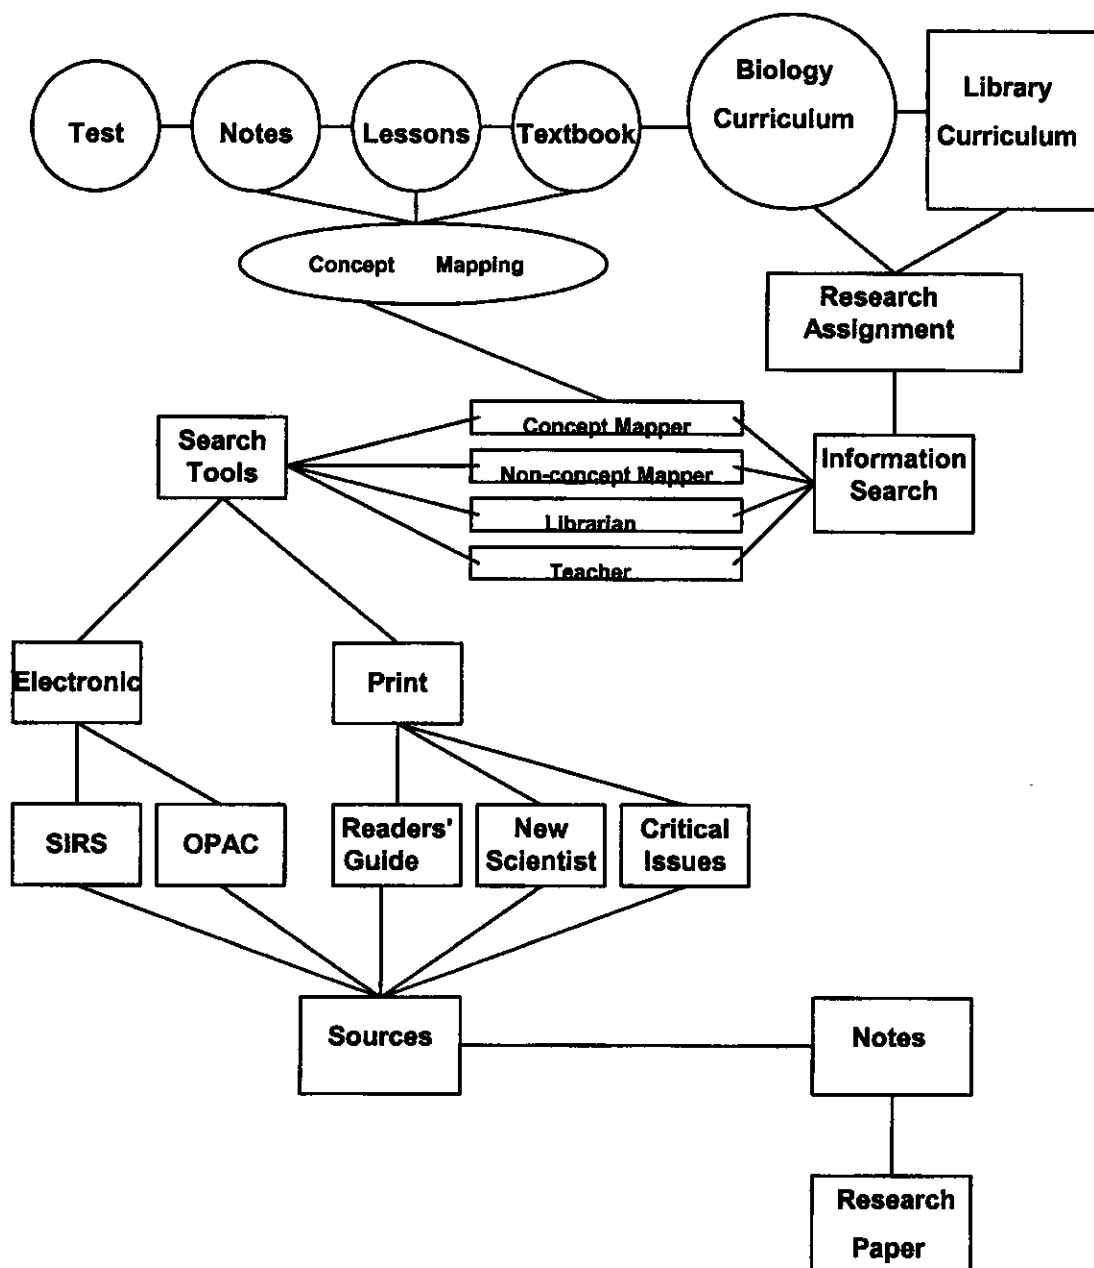 Test
Notes
Lessons
Textbook
Biology
Curriculum
Library
Curriculum
Concept Mapping
Research
Assignment
Search
Tools
Concept Mapper
Non-concept Mapper
Librarian
Teacher
Information
Search
Electronic
Print
SIRS
OPAC
Readers'
Guide
New
Scientist
Critical
Issues
Sources
Notes
Research
Paper